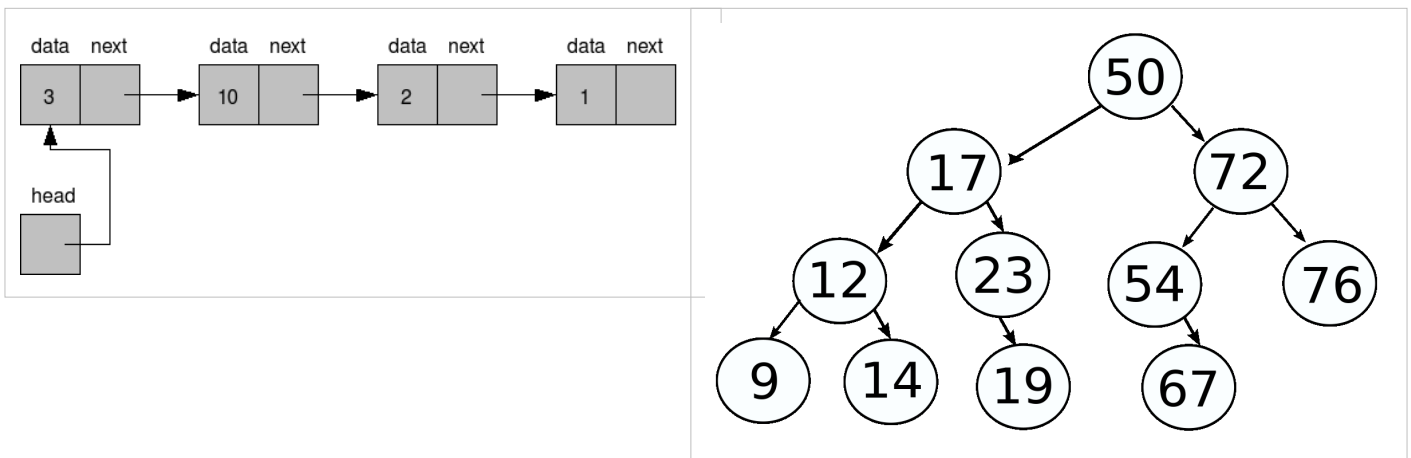 data next data next data next data next
3 10 2 1
head
50
17 72
12 23 54 76
9 14 19 67